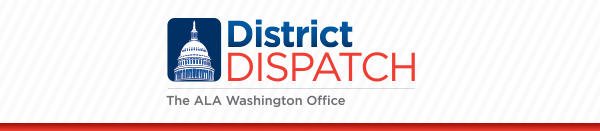 District
DISPATCH
The ALA Washington Office